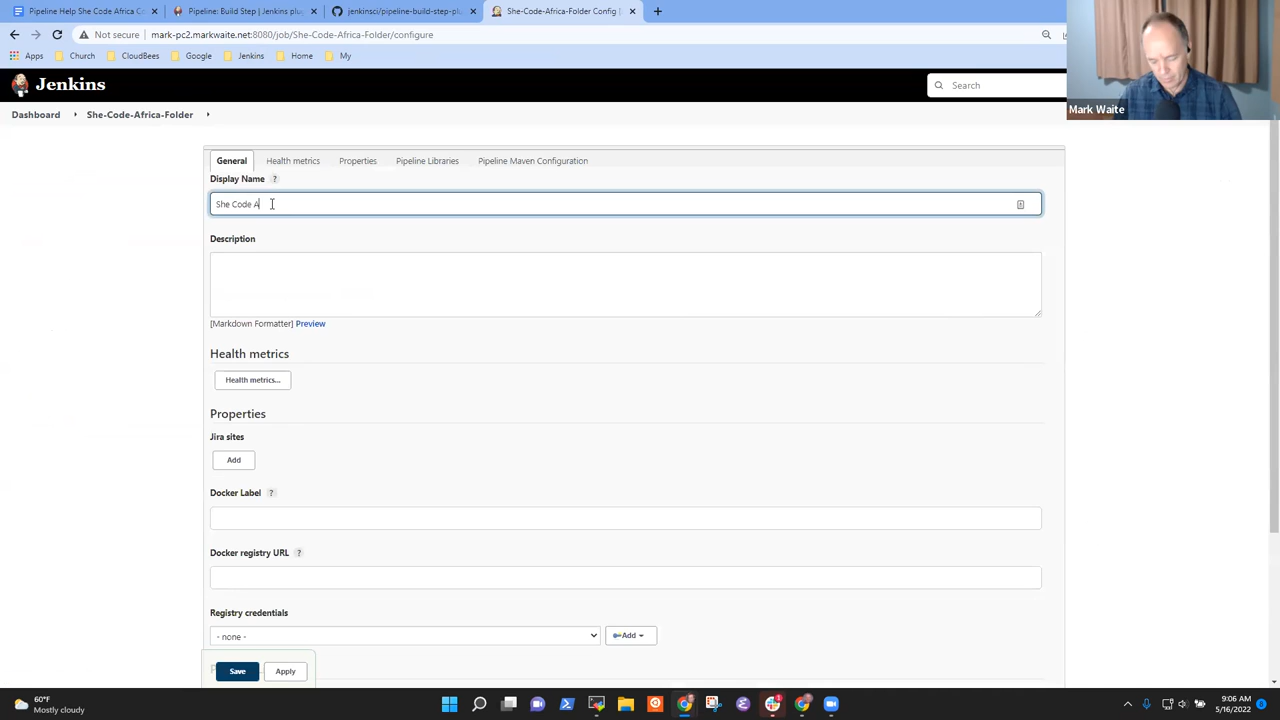 Pipeline Help She Code Africa Co
Pipeline Build Step | Jenkins plug
jenkinsci/pipeline-build-step-plu
She-Code-Africa-Folder Config [
Not secure | mark-pc2.markwaite.net:8080/job/She-Code-Africa-Folder/configure
Apps Church CloudBees Google Jenkins Home My
Jenkins
Search
Mark Waite
Dashboard She-Code-Africa-Folder
General Health metrics Properties Pipeline Libraries Pipeline Maven Configuration
Display Name ?
She Code A
Description
[Markdown Formatter] Preview
Health metrics
Health metrics...
Properties
Jira sites
Add
Docker Label ?
Docker registry URL ?
Registry credentials
- none -
Add
Save Apply
60°F
Mostly cloudy
9:06 AM
5/16/2022